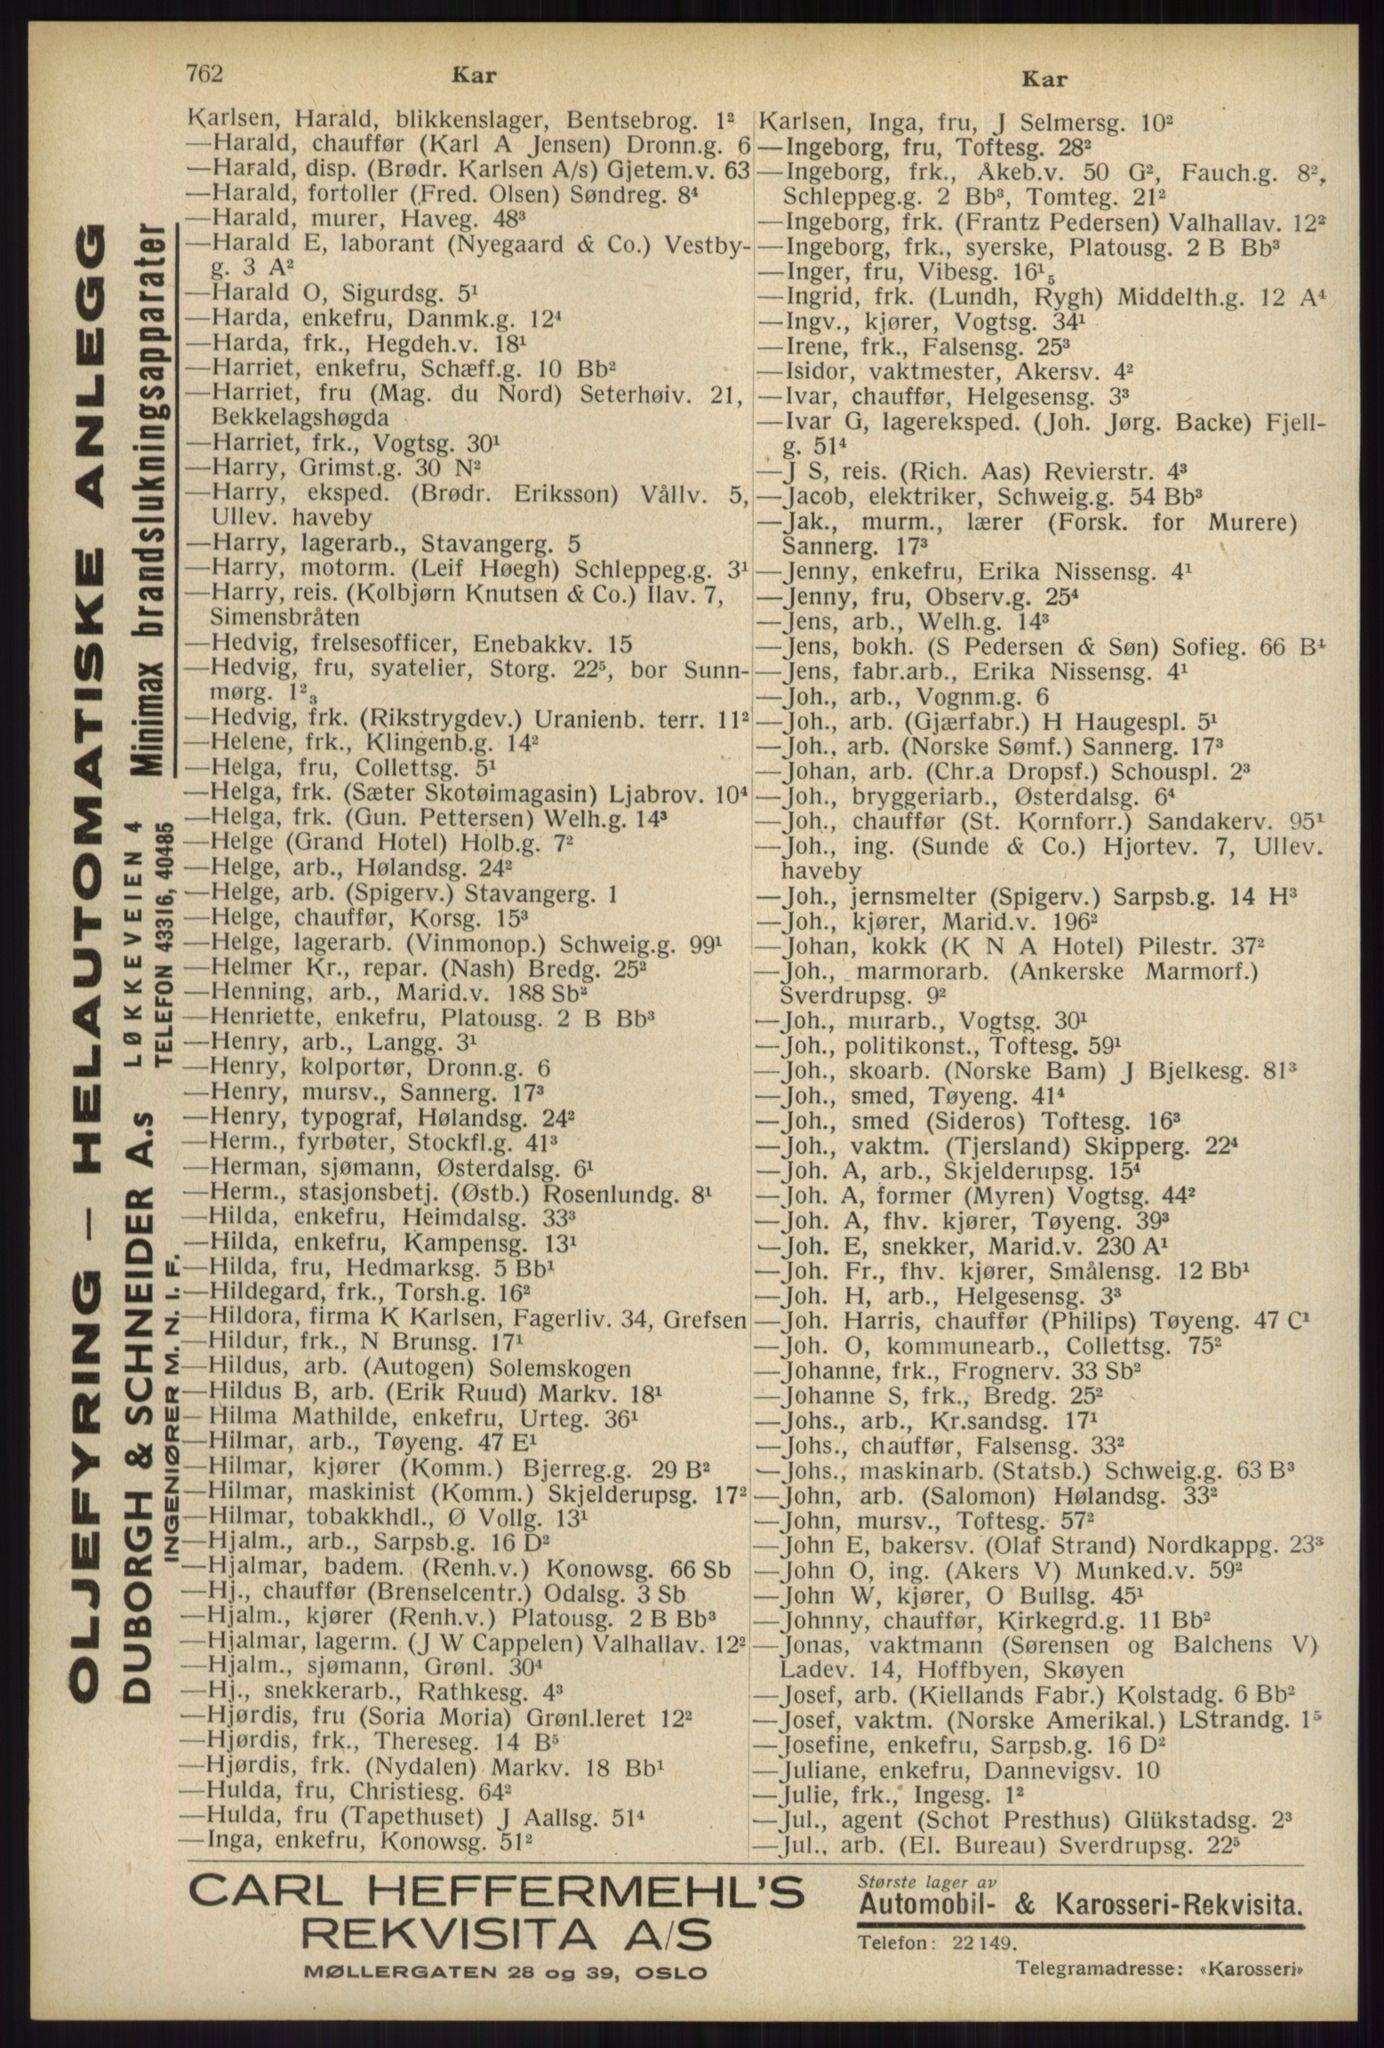 762
Kar
Kar
Karlsen, Harald, blikkenslager, Bentsebrog. 1²
—Harald, chauffør (Karl A Jensen) Dronn.g. 6
—Harald, disp. (Brødr. Karlsen A/s) Gjetem.v. 63
—Harald, fortoller (Fred. Olsen) Søndreg. 8⁴
—Harald, murer, Haveg. 48³
—Harald E, laborant (Nyegaard & Co.) Vestby-
g. 3 A²
—Harald O, Sigurdsg. 5¹
—Harda, enkefru, Danmk.g. 12⁴
—Harda, frk., Hegdeh.v. 18¹
—Harriet, enkefru, Schæff.g. 10 Bb²
—Harriet, fru (Mag. du Nord) Seterhøiv. 21,
Bekkelagshøgda
—Harriet, frk., Vogtsg. 30¹
—Harry, Grimst.g. 30 N²
—Harry, eksped. (Brødr. Eriksson) Vållv. 5,
Ullev. haveby
—Harry, lagerarb., Stavangerg. 5
—Harry, motorm. (Leif Høegh) Schleppeg.g. 3¹
—Harry, reis. (Kolbjørn Knutsen & Co.) Ilav. 7,
Simensbråten
—Hedvig, frelsesofficer, Enebakkv. 15
—Hedvig, fru, syatelier, Storg. 22⁵, bor Sunn-
mørg. 1²₃
—Hedvig, frk. (Rikstrygdev.) Uranienb. terr. 11²
—Helene, frk., Klingenb.g. 14²
—Helga, fru, Collettsg. 5¹
—Helga, frk. (Sæter Skotøimagasin) Ljabrov. 10⁴
—Helga, frk. (Gun. Pettersen) Welh.g. 14³
—Helge (Grand Hotel) Holb.g. 7²
—Helge, arb., Hølandsg. 24²
—Helge, arb. (Spigerv.) Stavangerg. 1
—Helge, chauffør, Korsg. 15³
—Helge, lagerarb. (Vinmonop.) Schweig.g. 99¹
—Helmer Kr., repar. (Nash) Bredg. 25²
—Henning, arb., Marid.v. 188 Sb²
—Henriette, enkefru, Platousg. 2 B Bb³
—Henry, arb., Langg. 3¹
—Henry, kolportør, Dronn.g. 6
—Henry, mursv., Sannerg. 17³
—Henry, typograf, Hølandsg. 24²
—Herm., fyrbøter, Stockfl.g. 41³
—Herman, sjømann, Østerdalsg. 6¹
—Herm., stasjonsbetj. (Østb.) Rosenlundg. 8¹
—Hilda, enkefru, Heimdalsg. 33³
—Hilda, enkefru, Kampensg. 13¹
—Hilda, fru, Hedmarksg. 5 Bb¹
—Hildegard, frk., Torsh.g. 16²
—Hildora, firma K Karlsen, Fagerliv. 34, Grefsen
—Hildur, frk., N Brunsg. 17¹
—Hildus, arb. (Autogen) Solemskogen
—Hildus B, arb. (Erik Ruud) Markv. 18¹
—Hilma Mathilde, enkefru, Urteg. 36¹
—Hilmar, arb., Tøyeng. 47 E¹
—Hilmar, kjører (Komm.) Bjerreg.g. 29 B²
—Hilmar, maskinist (Komm.) Skjelderupsg. 17²
—Hilmar, tobakkhdl., Ø Vollg. 13¹
—Hjalm., arb., Sarpsb.g. 16 D²
—Hjalmar, badem. (Renh.v.) Konowsg. 66 Sb
—Hj., chauffør (Brenselcentr.) Odalsg. 3 Sb
—Hjalm., kjører (Renh.v.) Platousg. 2 B Bb³
—Hjalmar, lagerm. (J W Cappelen) Valhallav. 12²
—Hjalm., sjømann, Grønl. 30⁴
—Hj., snekkerarb., Rathkesg. 4³
—Hjørdis, fru (Soria Moria) Grønl.leret 12²
—Hjørdis, frk., Thereseg. 14 B⁵
—Hjørdis, frk. (Nydalen) Markv. 18 Bb¹
—Hulda, fru, Christiesg. 64²
—Hulda, fru (Tapethuset) J Aallsg. 51⁴
—Inga, enkefru, Konowsg. 51²
Karlsen, Inga, fru, J Selmersg. 10²
—Ingeborg, fru, Toftesg. 28²
—Ingeborg, frk., Åkeb.v. 50 G², Fauch.g. 8²,
Schleppeg.g. 2 Bb³, Tomteg. 21²
—Ingeborg, frk. (Frantz Pedersen) Valhallav. 12²
—Ingeborg, frk., syerske, Platousg. 2 B Bb³
—Inger, fru, Vibesg. 16¹₅
—Ingrid, frk. (Lundh, Rygh) Middelth.g. 12 A⁴
—Ingv., kjører, Vogtsg. 34¹
—Irene, frk., Falsensg. 25³
—Isidor, vaktmester, Akersv. 4²
—Ivar, chauffør, Helgesensg. 3³
—Ivar G, lagereksped. (Joh. Jørg. Backe) Fjell-
g. 51⁴
—J S, reis. (Rich. Aas) Revierstr. 4³
—Jacob, elektriker, Schweig.g. 54 Bb³
—Jak., murm., lærer (Forsk. for Murere)
Sannerg. 17³
—Jenny, enkefru, Erika Nissensg. 4¹
—Jenny, fru, Observ.g. 25⁴
—Jens, arb., Welh.g. 14³
—Jens, bokh. (S Pedersen & Søn) Sofieg. 66 B⁴
—Jens, fabr.arb., Erika Nissensg. 4¹
—Joh., arb., Vognm.g. 6
—Joh., arb. (Gjærfabr.) H Haugespl. 5¹
—Joh., arb. (Norske Sømf.) Sannerg. 17³
—Johan, arb. (Chr.a Dropsf.) Schouspl. 2³
—Joh., bryggeriarb., Østerdalsg. 6⁴
—Joh., chauffør (St. Kornforr.) Sandakerv. 95¹
—Joh., ing. (Sunde & Co.) Hjortev. 7, Ullev.
haveby
—Joh., jernsmelter (Spigerv.) Sarpsb.g. 14 H³
—Joh., kjører, Marid.v. 196²
—Johan, kokk (K N A Hotel) Pilestr. 37²
—Joh., marmorarb. (Ankerske Marmorf.)
Sverdrupsg. 9²
—Joh., murarb., Vogtsg. 30¹
—Joh., politikonst., Toftesg. 59¹
—Joh., skoarb. (Norske Bam) J Bjelkesg. 81³
—Joh., smed, Tøyeng. 41⁴
—Joh., smed (Sideros) Toftesg. 16³
—Joh., vaktm. (Tjersland) Skipperg. 22⁴
—Joh. A, arb., Skjelderupsg. 15⁴
—Joh. A, former (Myren) Vogtsg. 44²
—Joh. A, fhv. kjører, Tøyeng. 39³
—Joh. E, snekker, Marid.v. 230 A¹
—Joh. Fr., fhv. kjører, Smålensg. 12 Bb¹
—Joh. H, arb., Helgesensg. 3³
—Joh. Harris, chauffør (Philips) Tøyeng. 47 C¹
—Joh. O, kommunearb., Collettsg. 75²
—Johanne, frk., Frognerv. 33 Sb²
—Johanne S, frk., Bredg. 25²
—Johs., arb., Kr.sandsg. 17¹
—Johs., chauffør, Falsensg. 33²
—Johs., maskinarb. (Statsb.) Schweig.g. 63 B³
—John, arb. (Salomon) Hølandsg. 33²
—John, mursv., Toftesg. 57²
—John E, bakersv. (Olaf Strand) Nordkappg. 23³
—John O, ing. (Akers V) Munked.v. 59²
—John W, kjører, O Bullsg. 45¹
—Johnny, chauffør, Kirkegrd.g. 11 Bb²
—Jonas, vaktmann (Sørensen og Balchens V)
Ladev. 14, Hoffbyen, Skøyen
—Josef, arb. (Kiellands Fabr.) Kolstadg. 6 Bb²
—Josef, vaktm. (Norske Amerikal.) LStrandg. 1⁵
—Josefine, enkefru, Sarpsb.g. 16 D²
—Juliane, enkefru, Dannevigsv. 10
—Julie, frk., Ingesg. 1²
—Jul., agent (Schot Presthus) Glükstadsg. 2³
—Jul., arb. (El. Bureau) Sverdrupsg. 22⁵
OLJEFYRING — HELAUTOMATISKE ANLEGG
DUBORGH & SCHNEIDER A.s
INGENIØRER M. N. I. F.
LØKKEVEIEN 4
TELEFON 43316, 40485
Minimax brandslukningsapparater
CARL HEFFERMEHL'S
REKVISITA A/S
MØLLERGATEN 28 og 39, OSLO
Største lager av
Automobil- & Karosseri-Rekvisita.
Telefon: 22149.
Telegramadresse: «Karosseri»